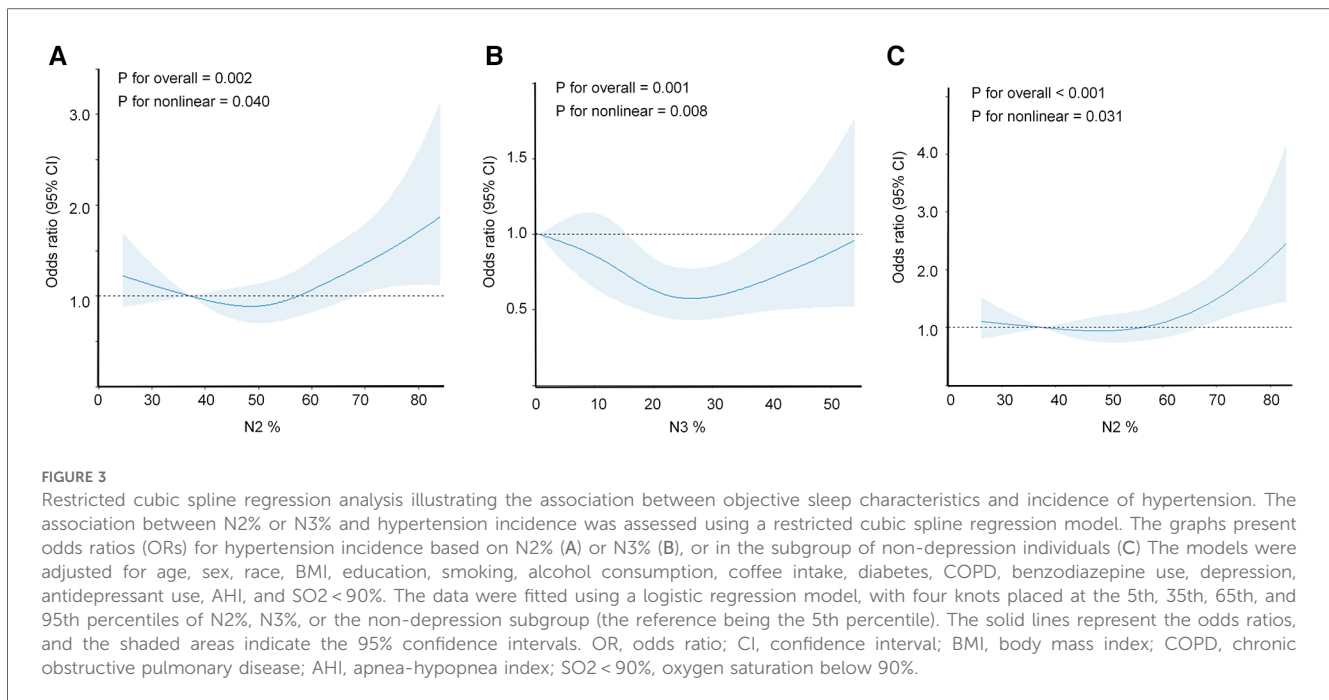 A
P for overall = 0.002
P for nonlinear = 0.040
3.0
2.0
1.0
Odds ratio (95% CI)
0 30 40 50 60 70 80
N2 %
B
P for overall = 0.001
P for nonlinear = 0.008
1.5
1.0
0.5
Odds ratio (95% CI)
0 10 20 30 40 50
N3 %
C
P for overall < 0.001
P for nonlinear = 0.031
4.0
3.0
2.0
1.0
Odds ratio (95% CI)
0 30 40 50 60 70 80
N2 %
FIGURE 3
Restricted cubic spline regression analysis illustrating the association between objective sleep characteristics and incidence of hypertension. The
association between N2% or N3% and hypertension incidence was assessed using a restricted cubic spline regression model. The graphs present
odds ratios (ORs) for hypertension incidence based on N2% (A) or N3% (B), or in the subgroup of non-depression individuals (C) The models were
adjusted for age, sex, race, BMI, education, smoking, alcohol consumption, coffee intake, diabetes, COPD, benzodiazepine use, depression,
antidepressant use, AHI, and SO2 < 90%. The data were fitted using a logistic regression model, with four knots placed at the 5th, 35th, 65th, and
95th percentiles of N2%, N3%, or the non-depression subgroup (the reference being the 5th percentile). The solid lines represent the odds ratios,
and the shaded areas indicate the 95% confidence intervals. OR, odds ratio; CI, confidence interval; BMI, body mass index; COPD, chronic
obstructive pulmonary disease; AHI, apnea-hypopnea index; SO2 < 90%, oxygen saturation below 90%.